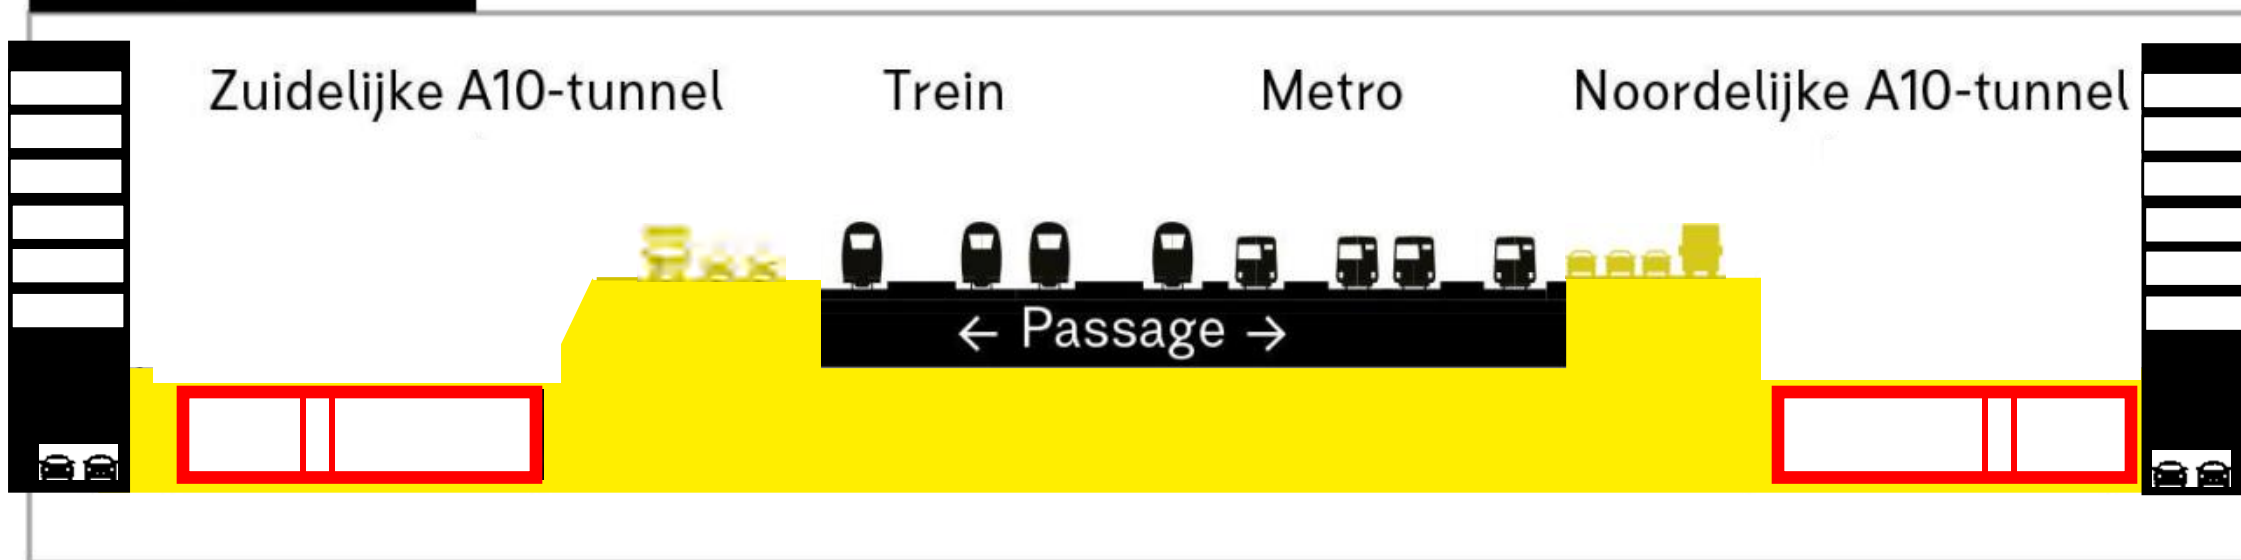 Zuidelijke A10-tunnel
Trein
Metro
Noordelijke A10-tunnel
← Passage →